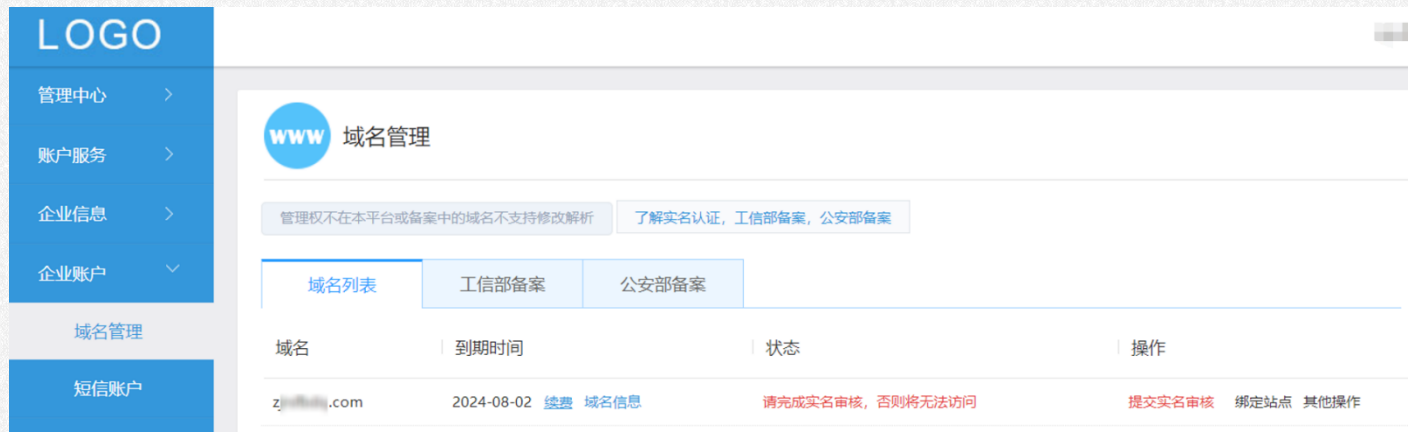 LOGO
管理中心
账户服务
企业信息
企业账户
域名管理
短信账户
www 域名管理
管理权不在本平台或备案中的域名不支持修改解析 了解实名认证，工信部备案，公安部备案
域名列表 工信部备案 公安部备案
域名 到期时间 状态 操作
.com 2024-08-02 续费 域名信息 请完成实名审核，否则将无法访问 提交实名审核 绑定站点 其他操作